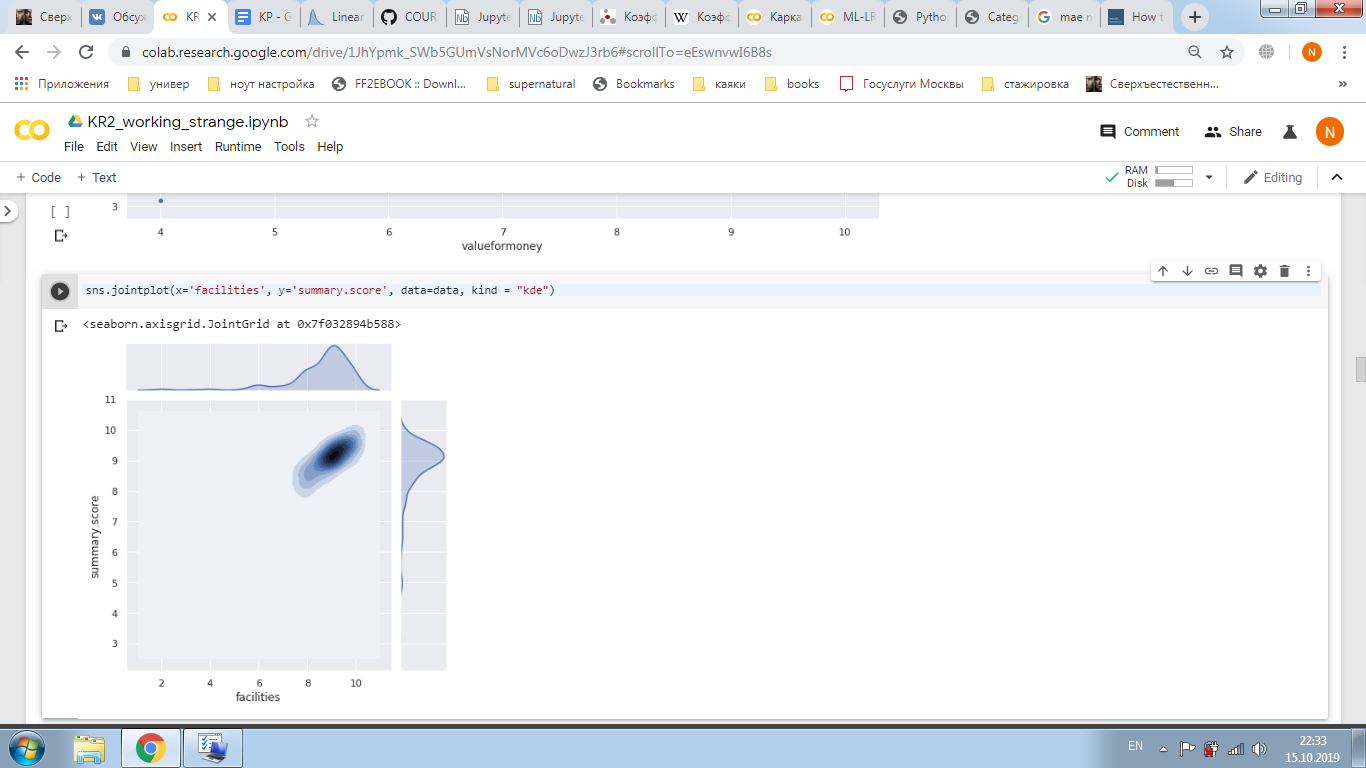 Сверх
Обсуж
KR
KP - G
Linear
COUR
Jupyte
Jupyte
Коэфф
Коэфф
Карка
ML-LR
Pytho
Categ
mae n
How t
colab.research.google.com/drive/1JhYpmk_SWb5GUmVsNorMVc6oDwzJ3rb6#scrollTo=eEswnvwI6B8s
N
Приложения
универ
ноут настройка
FF2EBOOK :: Downl...
supernatural
Bookmarks
каяки
books
Госуслуги Москвы
стажировка
Сверхъестественн...
»
KR2_working_strange.ipynb
Comment
Share
N
File Edit View Insert Runtime Tools Help
+ Code + Text
RAM
Disk
Editing
[ ]
3
4 5 6 7 8 9 10
valueformoney
sns.jointplot(x='facilities', y='summary.score', data=data, kind = "kde")
<seaborn.axisgrid.JointGrid at 0x7f032894b588>
11
10
9
8
7
6
5
4
3
summary.score
2 4 6 8 10
facilities
EN
22:33
15.10.2019